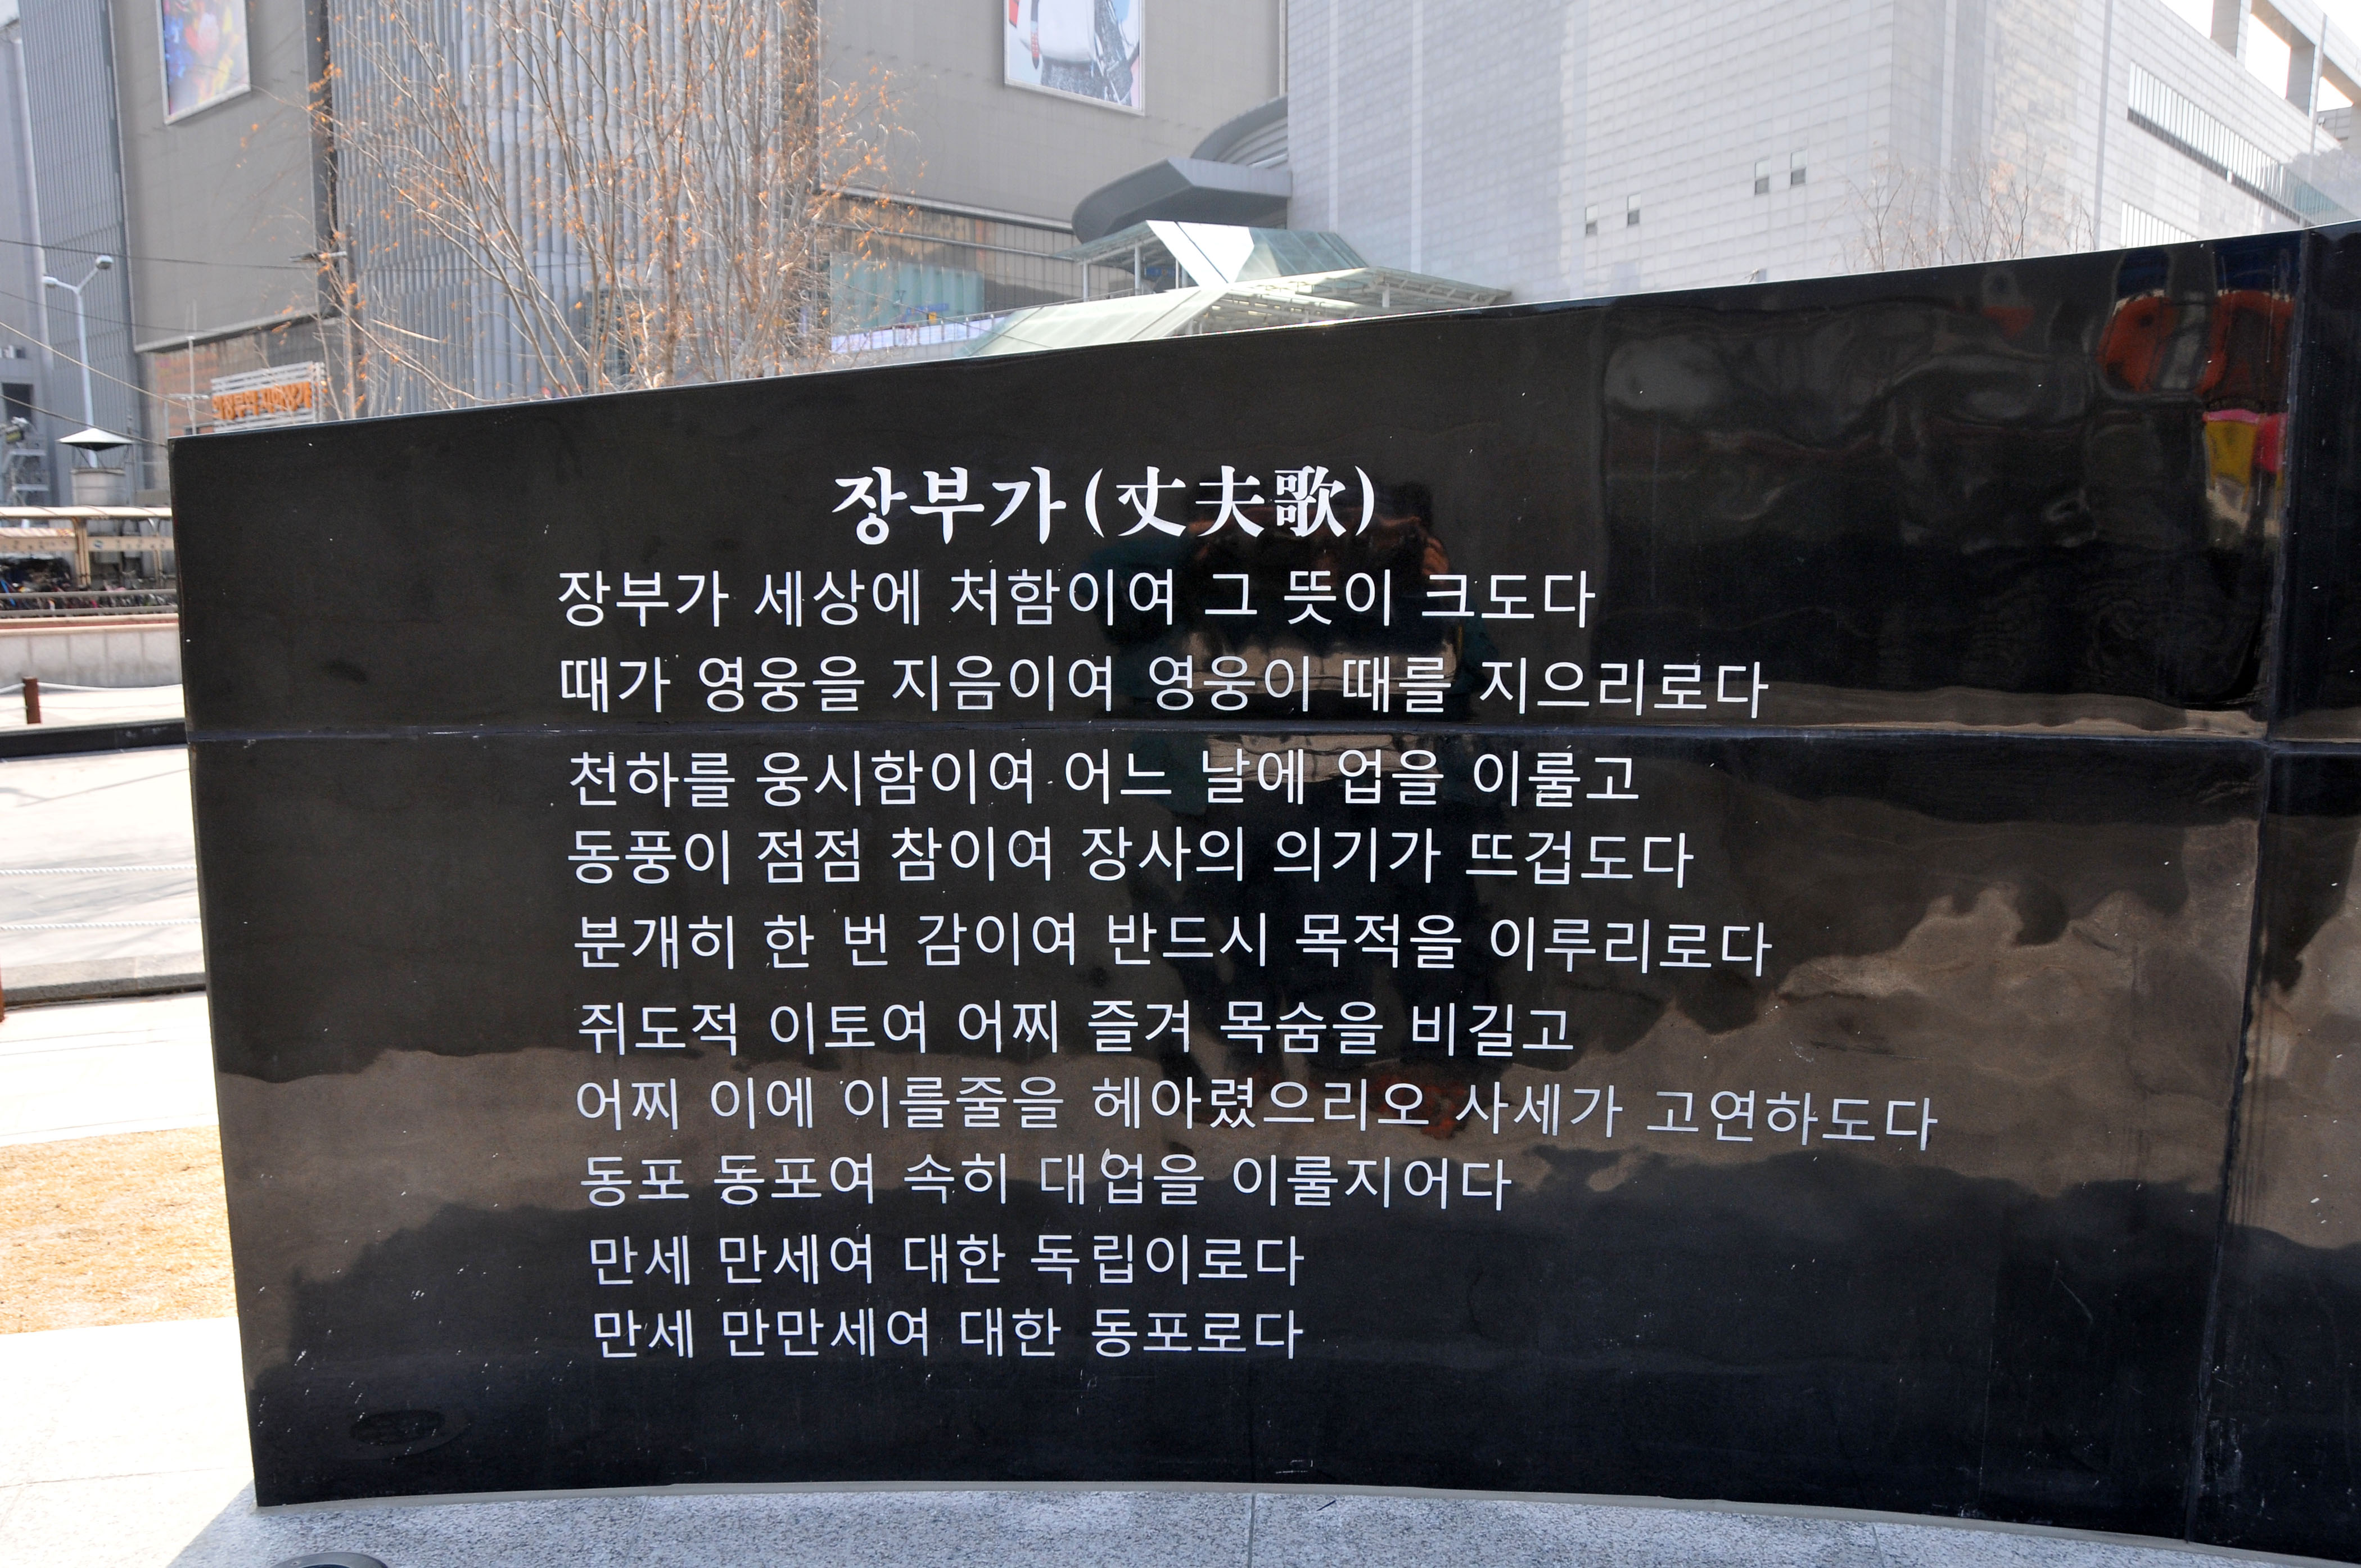 의정부역 지하상가
장부가(丈夫歌)
장부가 세상에 처함이여 그 뜻이 크도다
때가 영웅을 지음이여 영웅이 때를 지으리로다
천하를 웅시함이여 어느 날에 업을 이룰고
동풍이 점점 참이여 장사의 의기가 뜨겁도다
분개히 한 번 감이여 반드시 목적을 이루리로다
쥐도적 이토여 어찌 즐겨 목숨을 비길고
어찌 이에 이를줄을 헤아렸으리오 사세가 고연하도다
동포 동포여 속히 대업을 이룰지어다
만세 만세여 대한 독립이로다
만세 만만세여 대한 동포로다